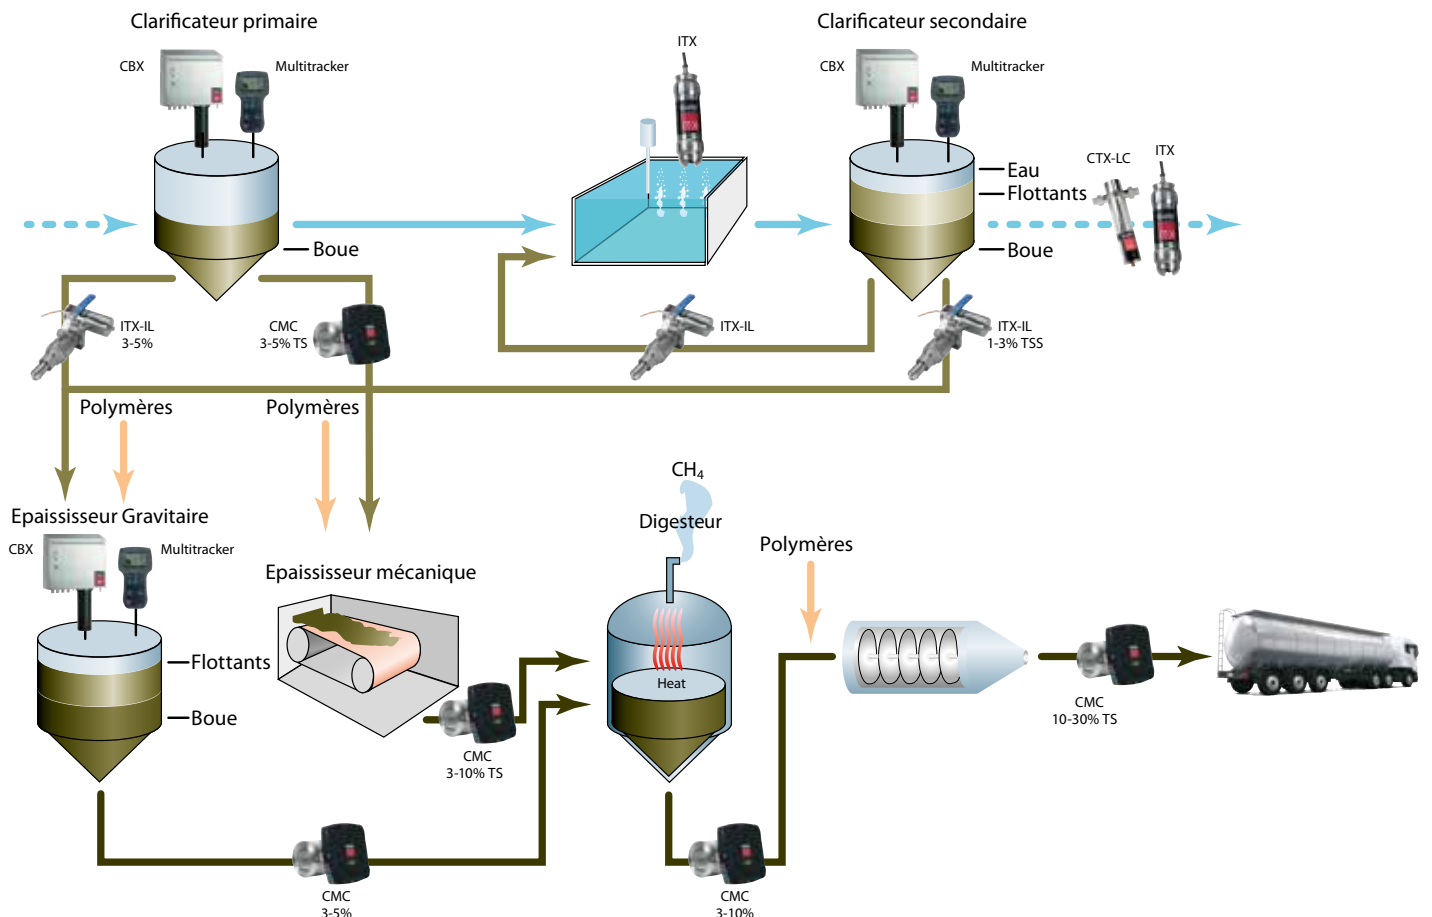 Clarificateur primaire
CBX
Multitracker
ITX
Clarificateur secondaire
CBX
Multitracker
Eau
Flottants
Boue
CTX-LC
ITX
Boue
ITX-IL
3-5%
CMC
3-5% TS
ITX-IL
ITX-IL
1-3% TSS
Polymères
Polymères
Epaississeur Gravitaire
CBX
Multitracker
Flottants
Boue
Epaississeur mécanique
CMC
3-10% TS
CH₄
Digesteur
Heat
Polymères
CMC
10-30% TS
CMC
3-5%
CMC
3-10%